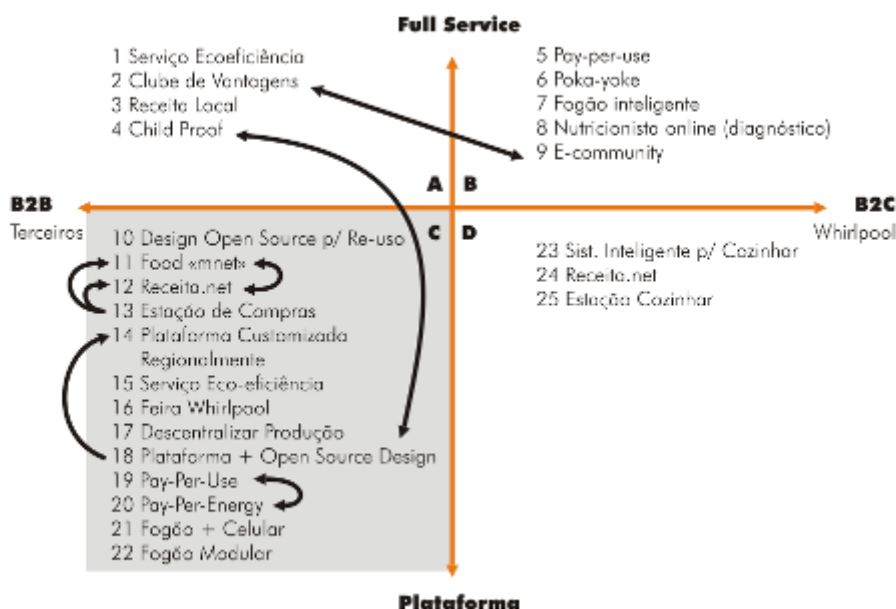 Full Service
1 Serviço Ecoeficiência
2 Clube de Vantagens
3 Receita Local
4 Child Proof
5 Pay-per-use
6 Poka-yoke
7 Fogão inteligente
8 Nutricionista online (diagnóstico)
9 E-community
A B
B2B
Terceiros
B2C
Whirlpool
C D
10 Design Open Source p/ Re-uso
11 Food «mnet»
12 Receita.net
13 Estação de Compras
14 Plataforma Customizada
Regionalmente
15 Serviço Eco-eficiência
16 Feira Whirlpool
17 Descentralizar Produção
18 Plataforma + Open Source Design
19 Pay-Per-Use
20 Pay-Per-Energy
21 Fogão + Celular
22 Fogão Modular
23 Sist. Inteligente p/ Cozinhar
24 Receita.net
25 Estação Cozinhar
Plataforma